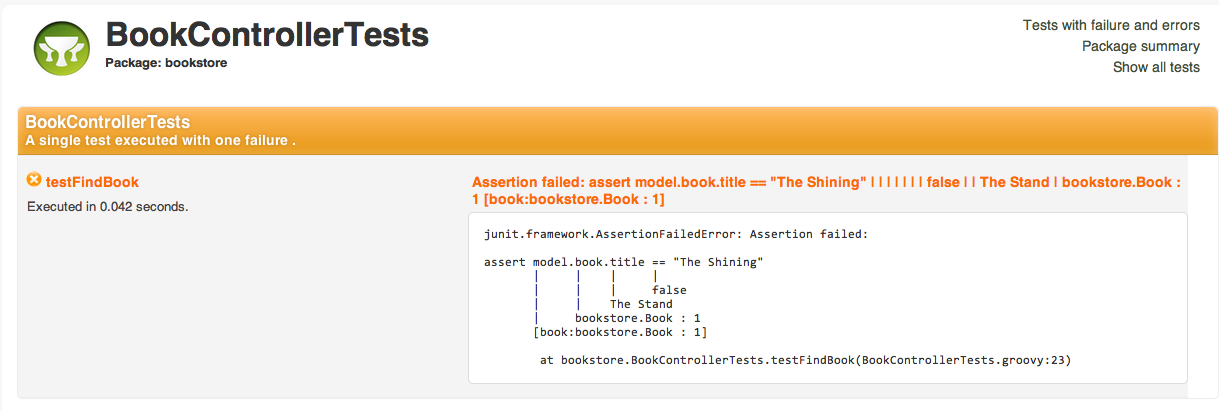 BookControllerTests
Package: bookstore
Tests with failure and errors
Package summary
Show all tests
BookControllerTests
A single test executed with one failure .
testFindBook
Executed in 0.042 seconds.
Assertion failed: assert model.book.title == "The Shining" | | | | | | | false | | The Stand | bookstore.Book :
1 [book:bookstore.Book : 1]
junit.framework.AssertionFailedError: Assertion failed:
assert model.book.title == "The Shining"
       |     |    |     |
       |     |    |     false
       |     |    The Stand
       |     bookstore.Book : 1
       [book:bookstore.Book : 1]
        at bookstore.BookControllerTests.testFindBook(BookControllerTests.groovy:23)